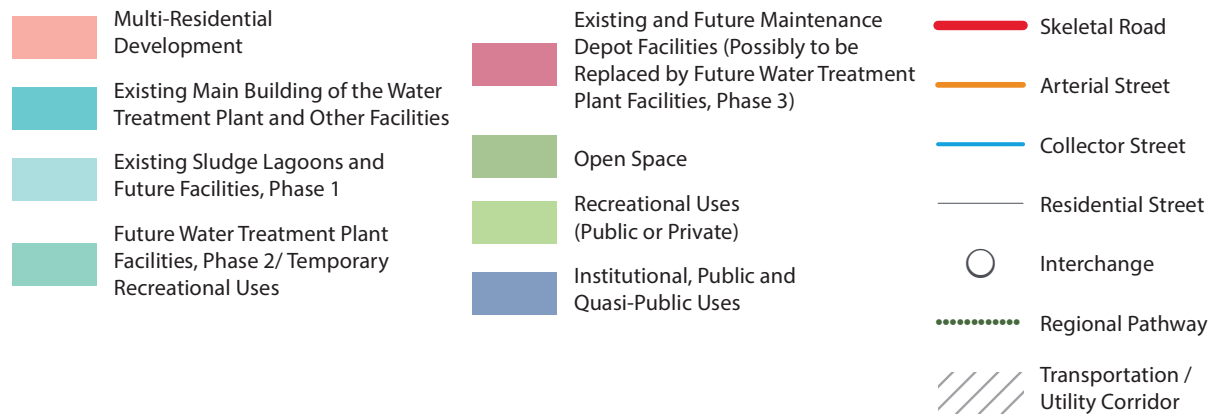 Multi-Residential
Development
Existing Main Building of the Water
Treatment Plant and Other Facilities
Existing Sludge Lagoons and
Future Facilities, Phase 1
Future Water Treatment Plant
Facilities, Phase 2/ Temporary
Recreational Uses
Existing and Future Maintenance
Depot Facilities (Possibly to be
Replaced by Future Water Treatment
Plant Facilities, Phase 3)
Open Space
Recreational Uses
(Public or Private)
Institutional, Public and
Quasi-Public Uses
Skeletal Road
Arterial Street
Collector Street
Residential Street
Interchange
Regional Pathway
Transportation /
Utility Corridor